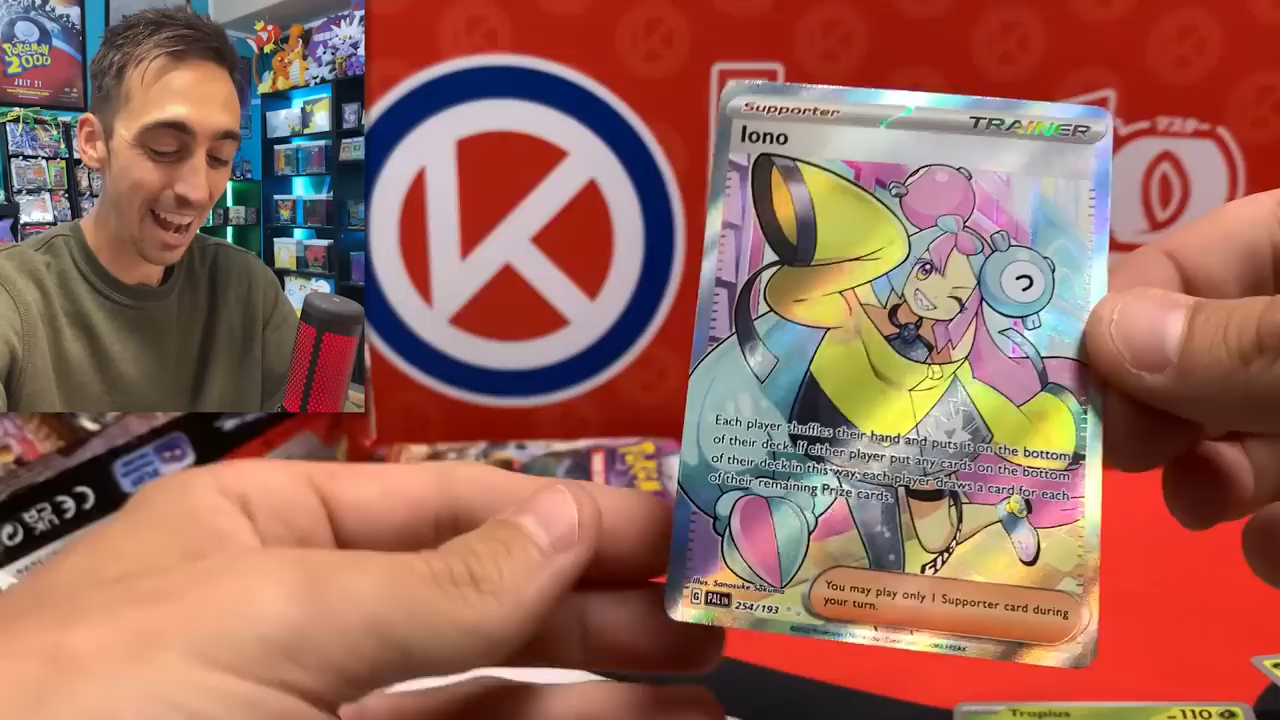 Pokémon
2000
JULY 21
Supporter
TRAINER
Iono
Each player shuffles their hand and puts it on the bottom
of their deck. If either player put any cards on the bottom
of their deck in this way, each player draws a card for each
of their remaining Prize cards.
Illus. Sanosuke Sakuma
G PAL EN 254/193
You may play only 1 Supporter card during
your turn.
Tropius
110